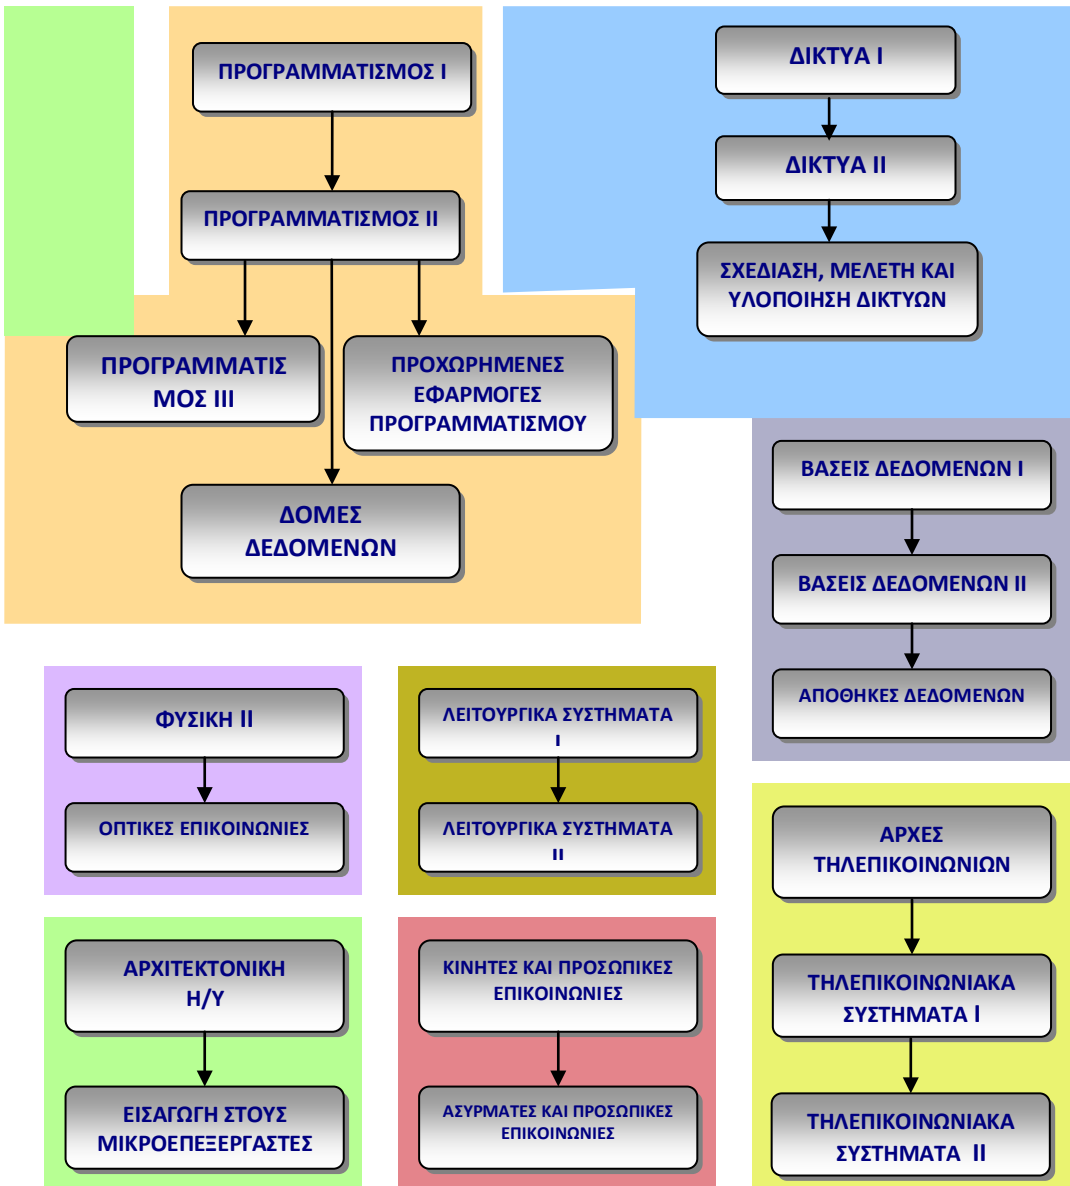 ΠΡΟΓΡΑΜΜΑΤΙΣΜΟΣ Ι
ΠΡΟΓΡΑΜΜΑΤΙΣΜΟΣ ΙΙ
ΠΡΟΓΡΑΜΜΑΤΙΣ
ΜΟΣ ΙΙΙ
ΠΡΟΧΩΡΗΜΕΝΕΣ
ΕΦΑΡΜΟΓΕΣ
ΠΡΟΓΡΑΜΜΑΤΙΣΜΟΥ
ΔΟΜΕΣ
ΔΕΔΟΜΕΝΩΝ
ΔΙΚΤΥΑ Ι
ΔΙΚΤΥΑ ΙΙ
ΣΧΕΔΙΑΣΗ, ΜΕΛΕΤΗ ΚΑΙ
ΥΛΟΠΟΙΗΣΗ ΔΙΚΤΥΩΝ
ΒΑΣΕΙΣ ΔΕΔΟΜΕΝΩΝ Ι
ΒΑΣΕΙΣ ΔΕΔΟΜΕΝΩΝ ΙΙ
ΑΠΟΘΗΚΕΣ ΔΕΔΟΜΕΝΩΝ
ΦΥΣΙΚΗ ΙΙ
ΟΠΤΙΚΕΣ ΕΠΙΚΟΙΝΩΝΙΕΣ
ΛΕΙΤΟΥΡΓΙΚΑ ΣΥΣΤΗΜΑΤΑ
Ι
ΛΕΙΤΟΥΡΓΙΚΑ ΣΥΣΤΗΜΑΤΑ
ΙΙ
ΑΡΧΕΣ
ΤΗΛΕΠΙΚΟΙΝΩΝΙΩΝ
ΤΗΛΕΠΙΚΟΙΝΩΝΙΑΚΑ
ΣΥΣΤΗΜΑΤΑ Ι
ΤΗΛΕΠΙΚΟΙΝΩΝΙΑΚΑ
ΣΥΣΤΗΜΑΤΑ ΙΙ
ΑΡΧΙΤΕΚΤΟΝΙΚΗ
Η/Υ
ΕΙΣΑΓΩΓΗ ΣΤΟΥΣ
ΜΙΚΡΟΕΠΕΞΕΡΓΑΣΤΕΣ
ΚΙΝΗΤΕΣ ΚΑΙ ΠΡΟΣΩΠΙΚΕΣ
ΕΠΙΚΟΙΝΩΝΙΕΣ
ΑΣΥΡΜΑΤΕΣ ΚΑΙ ΠΡΟΣΩΠΙΚΕΣ
ΕΠΙΚΟΙΝΩΝΙΕΣ